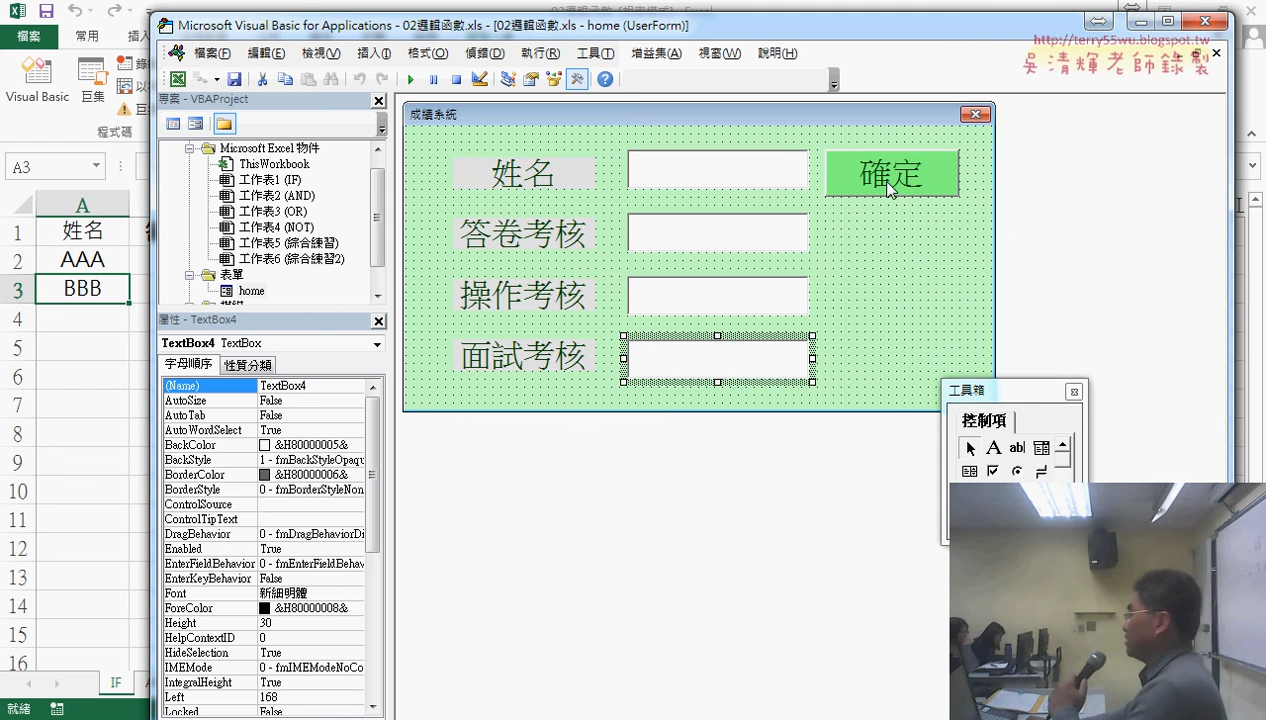 Microsoft Visual Basic for Applications - 02邏輯函數.xls - [02邏輯函數.xls - home (UserForm)]
http://terry55wu.blogspot.tw
吳清輝老師錄製
檔案 常用 插入
檔案(F) 編輯(E) 檢視(V) 插入(I) 格式(O) 偵錯(D) 執行(R) 工具(T) 增益集(A) 視窗(W) 說明(H)
Visual Basic 巨集
程式碼
A3
A
1 姓名
2 AAA
3 BBB
4
5
6
7
8
9
10
11
12
13
14
15
16
IF
就緒
專案 - VBAProject
Microsoft Excel 物件
ThisWorkbook
工作表1 (IF)
工作表2 (AND)
工作表3 (OR)
工作表4 (NOT)
工作表5 (綜合練習)
工作表6 (綜合練習2)
表單
home
屬性 - TextBox4
TextBox4 TextBox
字母順序 性質分類
(Name) TextBox4
AutoSize False
AutoTab False
AutoWordSelect True
BackColor &H80000005&
BackStyle 1 - fmBackStyleOpaqu
BorderColor &H80000006&
BorderStyle 0 - fmBorderStyleNon
ControlSource
ControlTipText
DragBehavior 0 - fmDragBehaviorDi
Enabled True
EnterFieldBehavior 0 - fmEnterFieldBehav
EnterKeyBehavior False
Font 新細明體
ForeColor &H80000008&
Height 30
HelpContextID 0
HideSelection True
IMEMode 0 - fmIMEModeNoCo
IntegralHeight True
Left 168
Locked False
成績系統
姓名
確定
答卷考核
操作考核
面試考核
工具箱
控制項
A ab|